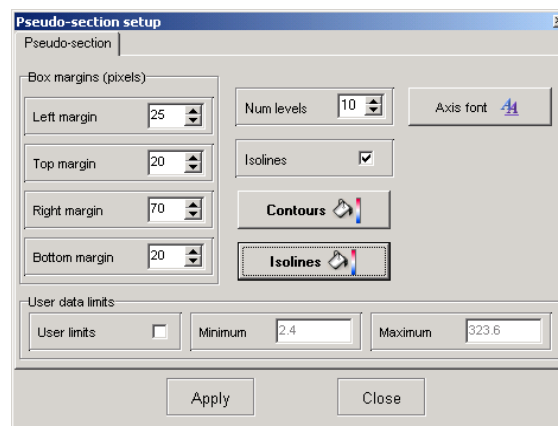 Pseudo-section setup
Pseudo-section
Box margins (pixels)
Left margin 25
Top margin 20
Right margin 70
Bottom margin 20
Num levels 10
Isolines
Contours
Isolines
Axis font
User data limits
User limits
Minimum 2.4
Maximum 323.6
Apply
Close